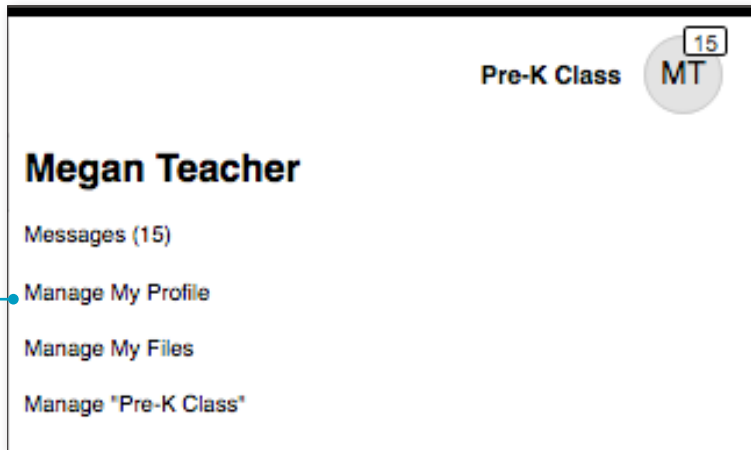 15
Pre-K Class MT
Megan Teacher
Messages (15)
Manage My Profile
Manage My Files
Manage "Pre-K Class"